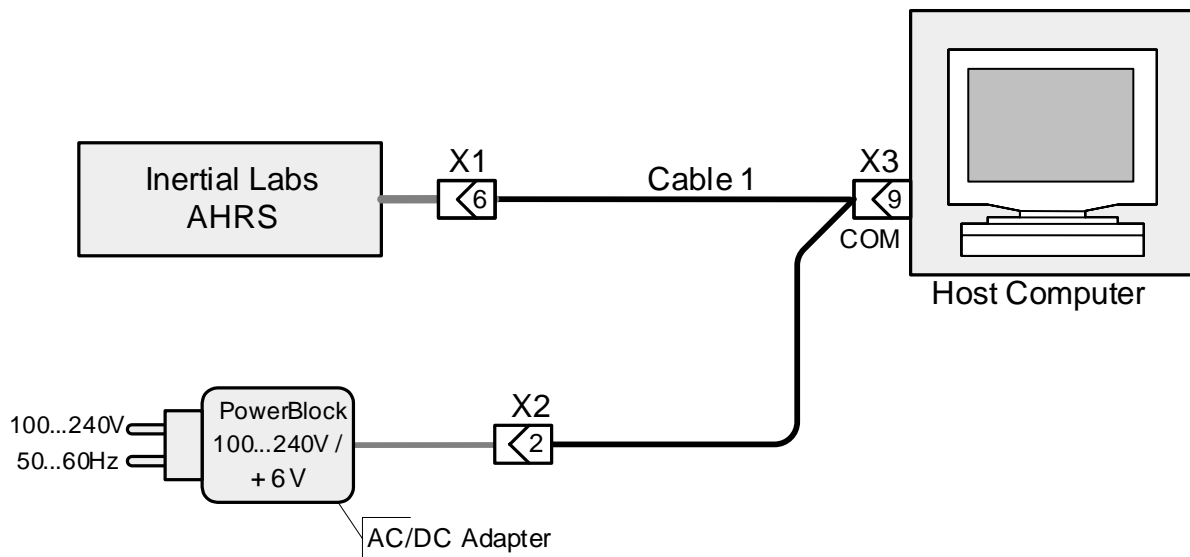 Inertial Labs
AHRS
X1
6
Cable 1
X3
9
COM
Host Computer
100...240V
50...60Hz
PowerBlock
100...240V /
+ 6 V
X2
2
AC/DC Adapter